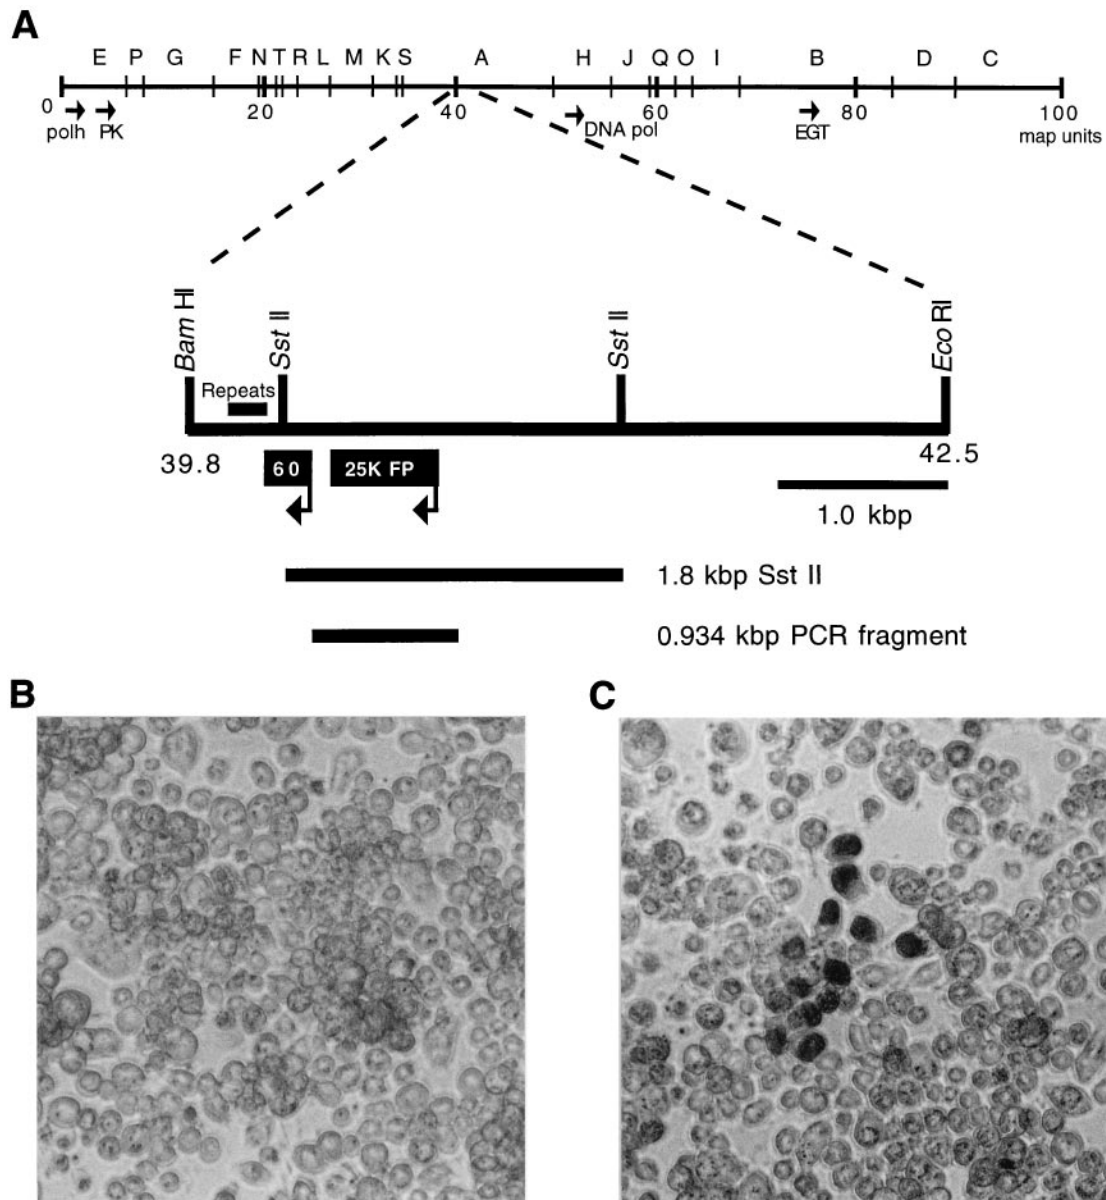 A
E P G F N T R L M K S A H J Q O I B D C
0 20 40 60 80 100
polh PK DNA pol EGT map units
Bam HI
Sst II
Sst II
Eco RI
Repeats
39.8
42.5
60
25K FP
1.0 kbp
1.8 kbp Sst II
0.934 kbp PCR fragment
B
C